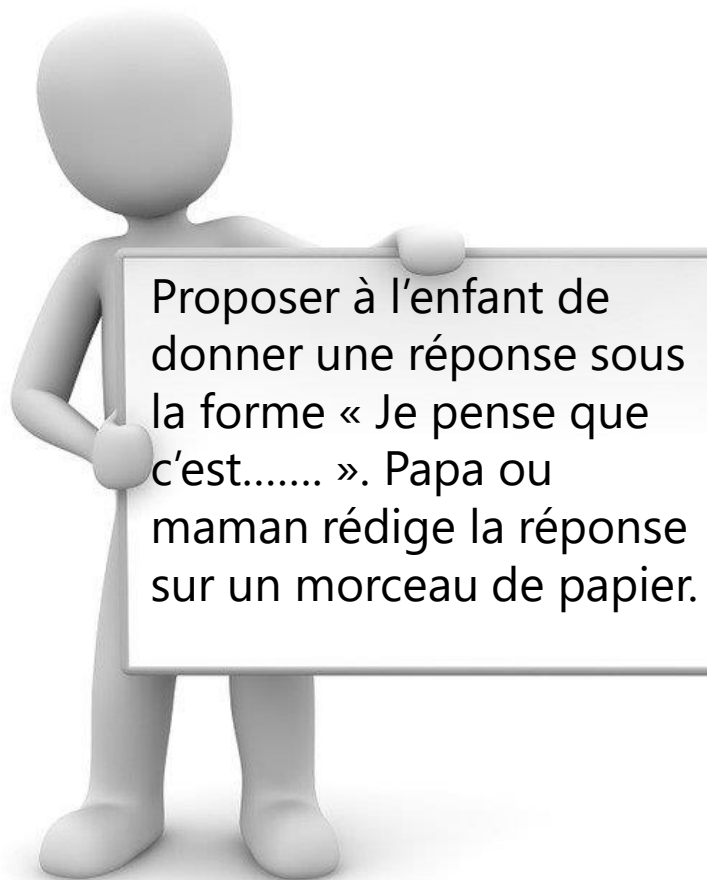 Proposer à l’enfant de
donner une réponse sous
la forme « Je pense que
c’est....... ». Papa ou
maman rédige la réponse
sur un morceau de papier.